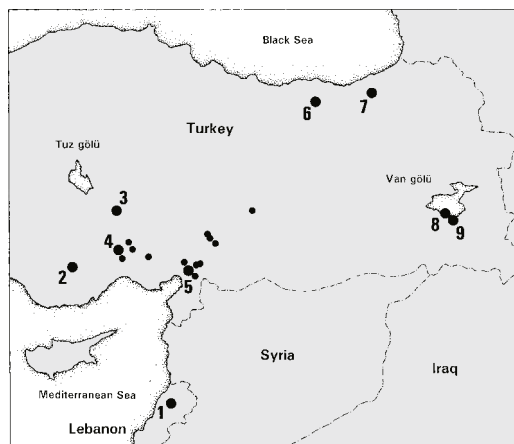 Black Sea
7
6
Turkey
Tuz gölü
Van gölü
3
8
9
4
2
5
Syria
Iraq
Mediterranean Sea
1
Lebanon